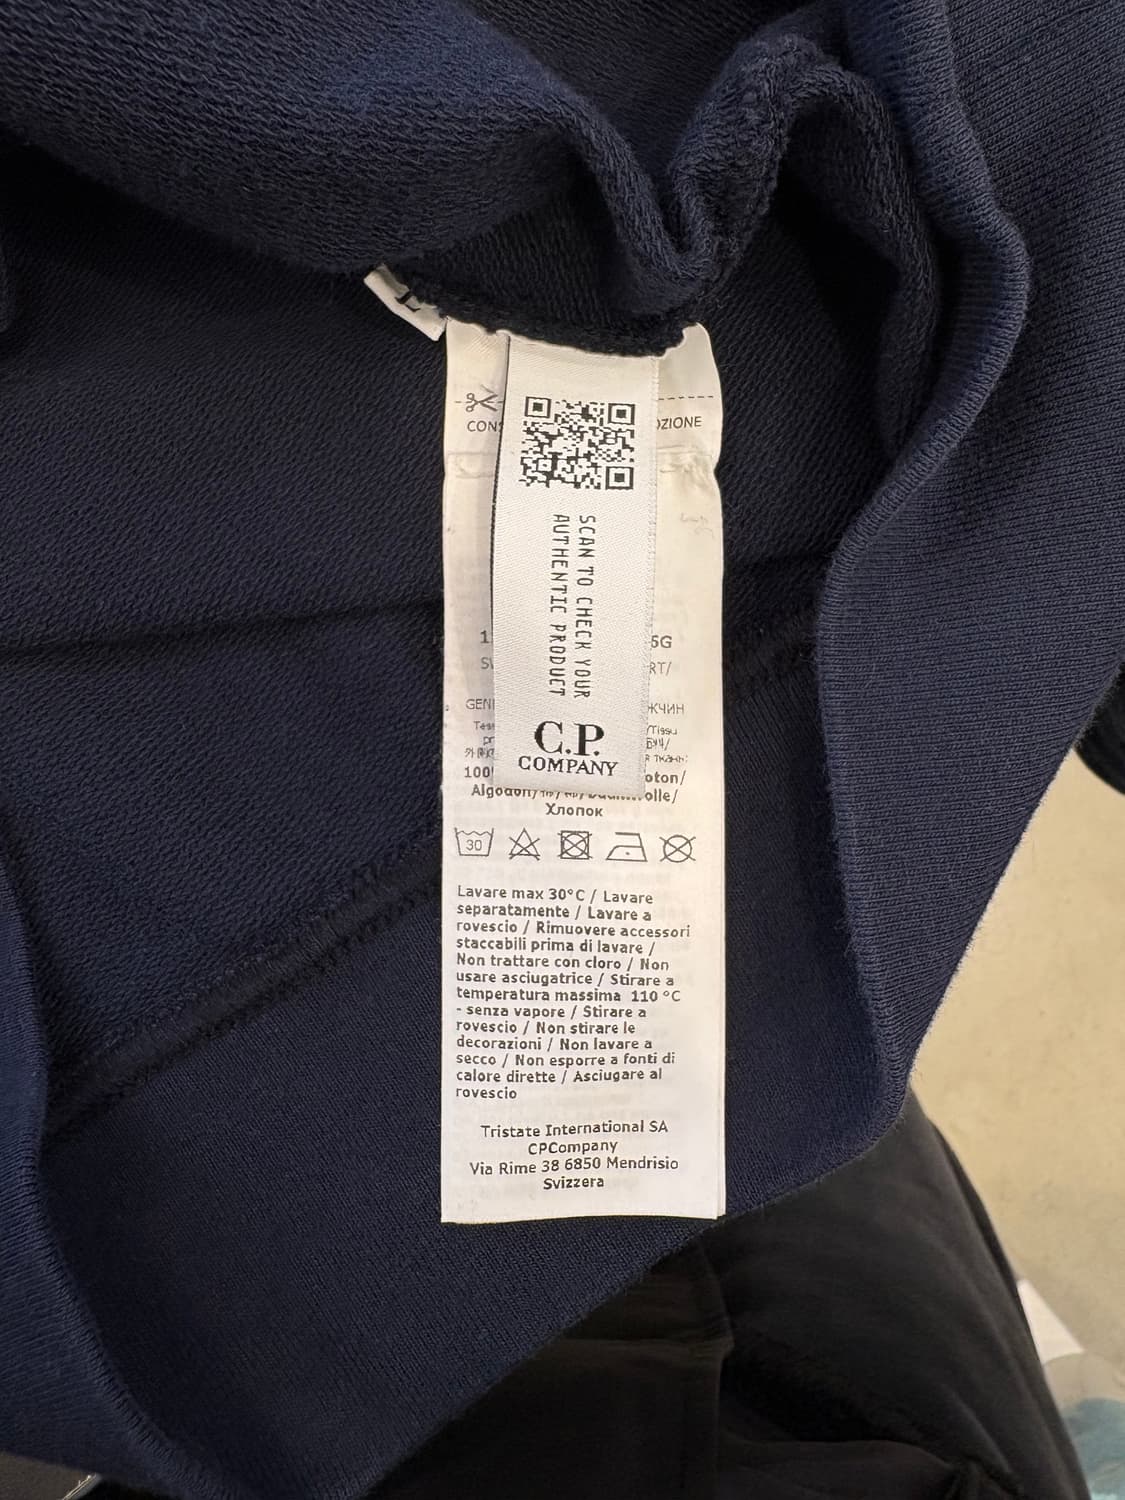 L
SCAN TO CHECK YOUR
AUTHENTIC PRODUCT
C.P.
COMPANY
Хлопок
30
Lavare max 30°C / Lavare
separatamente / Lavare a
rovescio / Rimuovere accessori
staccabili prima di lavare /
Non trattare con cloro / Non
usare asciugatrice / Stirare a
temperatura massima 110 °C
- senza vapore / Stirare a
rovescio / Non stirare le
decorazioni / Non lavare a
secco / Non esporre a fonti di
calore dirette / Asciugare al
rovescio
Tristate International SA
CPCompany
Via Rime 38 6850 Mendrisio
Svizzera